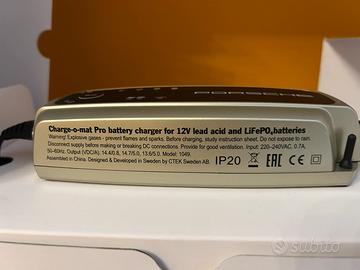 PORSCHE
Charge-o-mat Pro battery charger for 12V lead acid and LiFePO₄ batteries
Warning! Explosive gases - prevent flames and sparks. Before charging, study instruction sheet. Do not expose to rain.
Disconnect supply before making or breaking DC connections. Provide for good ventilation. Input: 220-240VAC, 0.7A,
50-60Hz. Output (VDC/A): 14.4/0.8, 14.7/5.0, 13.6/5.0. Model: 1049.
Assembled in China. Designed & Developed in Sweden by CTEK Sweden AB.
IP20 EAC CE
subito